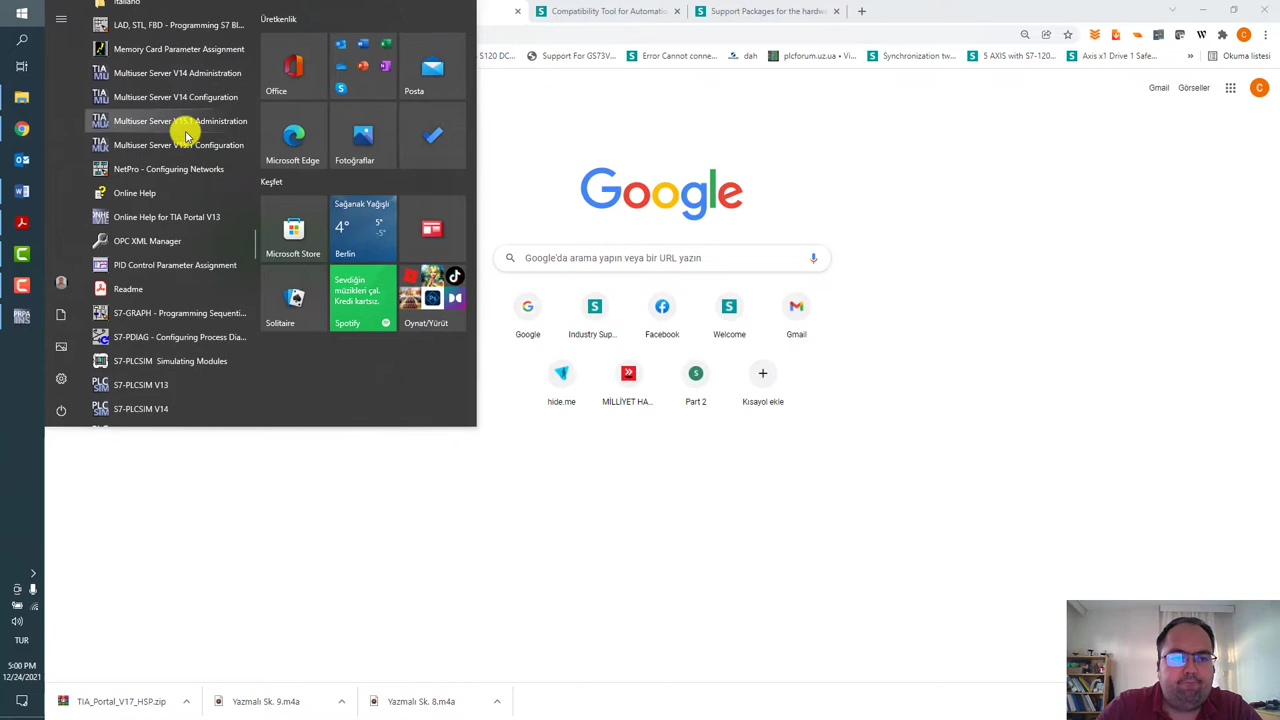 Italiano
LAD, STL, FBD - Programming S7 Bl...
Memory Card Parameter Assignment
Multiuser Server V14 Administration
Multiuser Server V14 Configuration
Multiuser Server V15.1 Administration
Multiuser Server V15.1 Configuration
NetPro - Configuring Networks
Online Help
Online Help for TIA Portal V13
OPC XML Manager
PID Control Parameter Assignment
Readme
S7-GRAPH - Programming Sequenti...
S7-PDIAG - Configuring Process Dia...
S7-PLCSIM Simulating Modules
S7-PLCSIM V13
S7-PLCSIM V14
Üretkenlik
Office
Posta
Microsoft Edge
Fotoğraflar
Keşfet
Microsoft Store
Sağanak Yağışlı
4°
5°
-5°
Berlin
Solitaire
Sevdiğin
müzikleri çal.
Kredi kartsız.
Spotify
Oynat/Yürüt
Compatibility Tool for Automatio
Support Packages for the hardwa
S120 DC...
Support For GS73V...
Error Cannot conne...
dah
plcforum.uz.ua • Vi...
Synchronization tw...
5 AXIS with S7-120...
Axis x1 Drive 1 Safe...
Okuma listesi
Gmail
Görseller
Google
Google'da arama yapın veya bir URL yazın
Google
Industry Sup...
Facebook
Welcome
Gmail
hide.me
MİLLİYET HA...
Part 2
Kısayol ekle
TUR
5:00 PM
12/24/2021
TIA_Portal_V17_HSP.zip
Yazmalı Sk. 9.m4a
Yazmalı Sk. 8.m4a